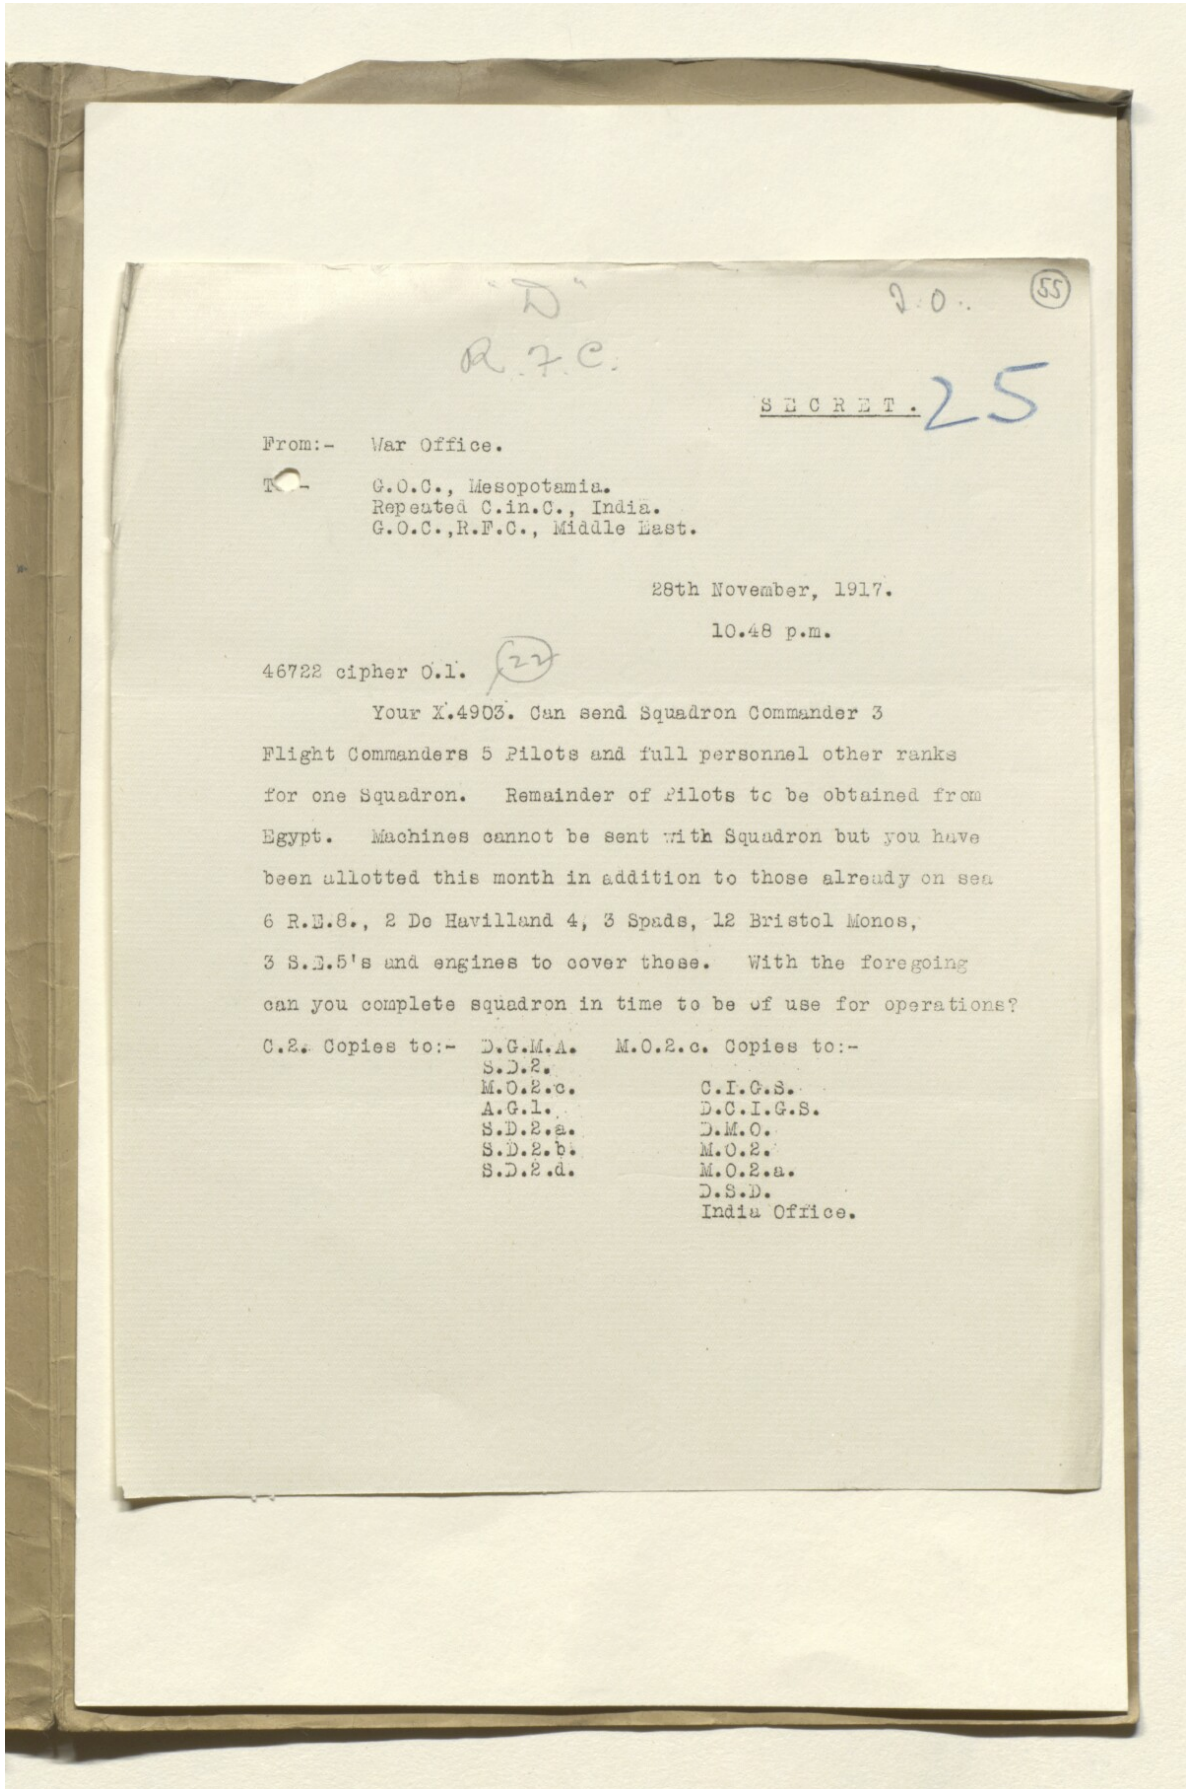 "D"
I.O.
55
R.F.C.
SECRET.
25
From:- War Office.
To:- G.O.C., Mesopotamia.
Repeated C.in.C., India.
G.O.C.,R.F.C., Middle East.
28th November, 1917.
10.48 p.m.
46722 cipher O.1.
22
Your X.4903. Can send Squadron Commander 3
Flight Commanders 5 Pilots and full personnel other ranks
for one Squadron. Remainder of Pilots to be obtained from
Egypt. Machines cannot be sent with Squadron but you have
been allotted this month in addition to those already on sea
6 R.E.8., 2 De Havilland 4, 3 Spads, 12 Bristol Monos,
3 S.E.5's and engines to cover these. With the foregoing
can you complete squadron in time to be of use for operations?
C.2. Copies to:- D.G.M.A. M.O.2.c. Copies to:-
S.D.2.
M.O.2.c. C.I.G.S.
A.G.1. D.C.I.G.S.
S.D.2.a. D.M.O.
S.D.2.b. M.O.2.
S.D.2.d. M.O.2.a.
D.S.D.
India Office.